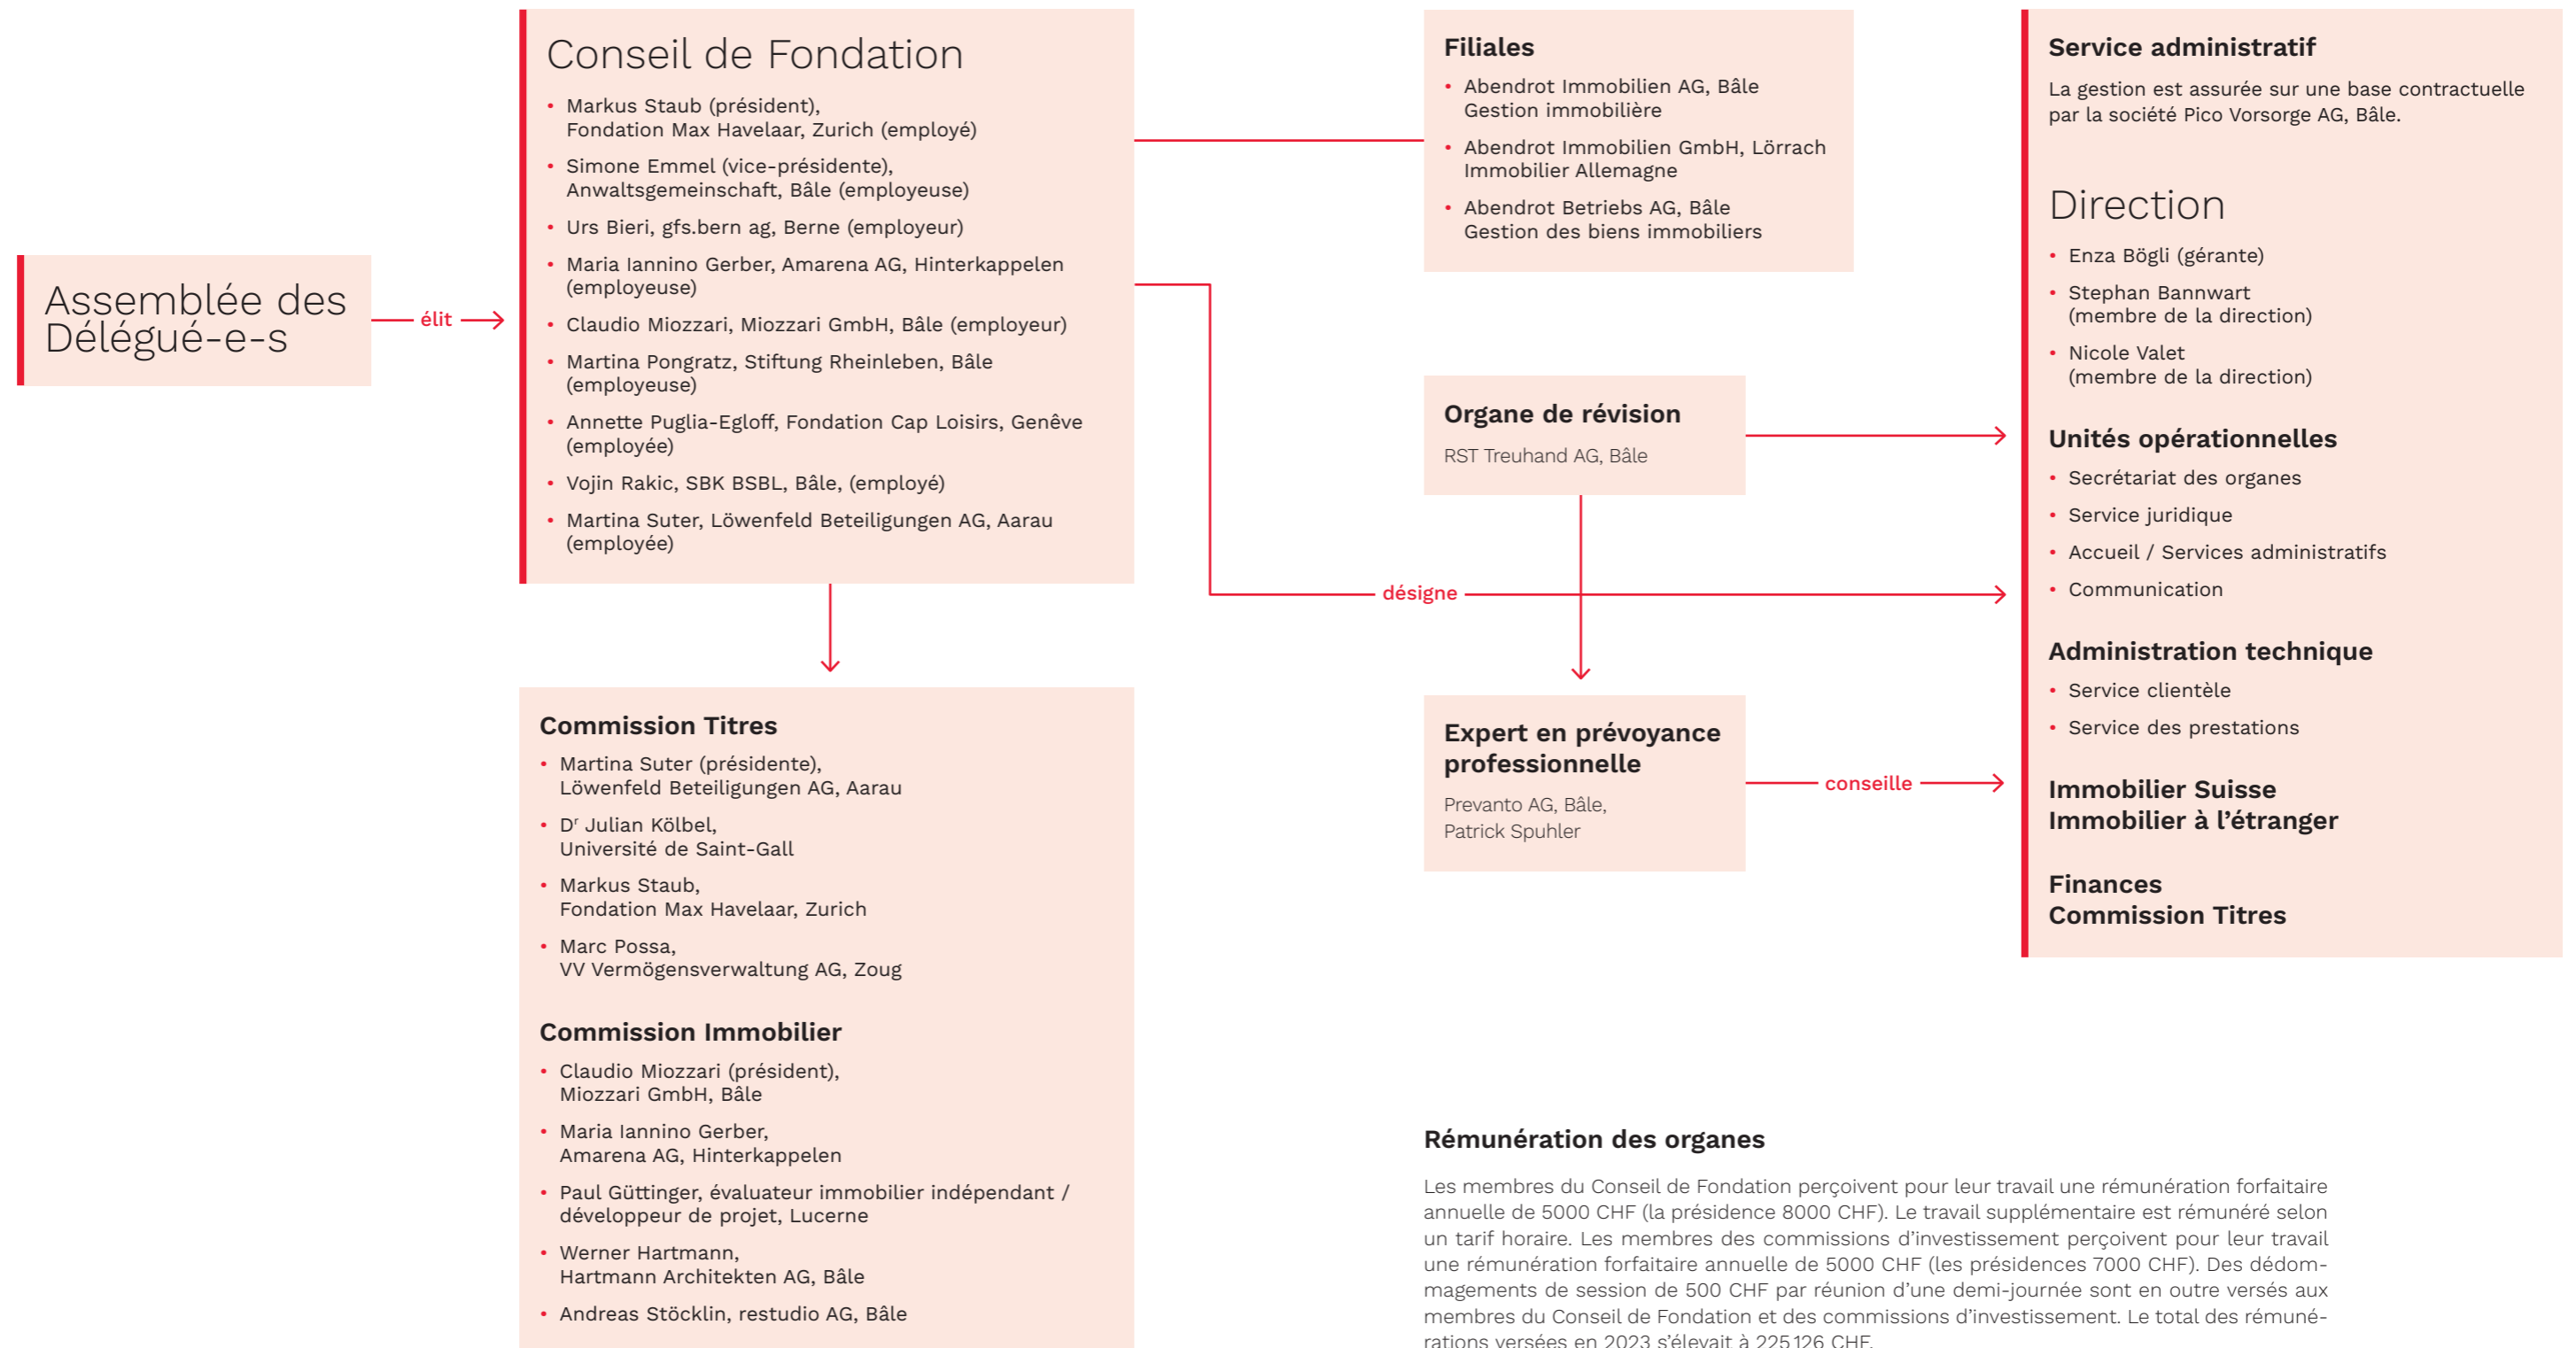 Assemblée des
Délégué-e-s
élit
Conseil de Fondation
• Markus Staub (président),
Fondation Max Havelaar, Zurich (employé)
• Simone Emmel (vice-présidente),
Anwaltsgemeinschaft, Bâle (employeuse)
• Urs Bieri, gfs.bern ag, Berne (employeur)
• Maria Iannino Gerber, Amarena AG, Hinterkappelen
(employeuse)
• Claudio Miozzari, Miozzari GmbH, Bâle (employeur)
• Martina Pongratz, Stiftung Rheinleben, Bâle
(employeuse)
• Annette Puglia-Egloff, Fondation Cap Loisirs, Genêve
(employée)
• Vojin Rakic, SBK BSBL, Bâle, (employé)
• Martina Suter, Löwenfeld Beteiligungen AG, Aarau
(employée)
Commission Titres
• Martina Suter (présidente),
Löwenfeld Beteiligungen AG, Aarau
• Dʳ Julian Kölbel,
Université de Saint-Gall
• Markus Staub,
Fondation Max Havelaar, Zurich
• Marc Possa,
VV Vermögensverwaltung AG, Zoug
Commission Immobilier
• Claudio Miozzari (président),
Miozzari GmbH, Bâle
• Maria Iannino Gerber,
Amarena AG, Hinterkappelen
• Paul Güttinger, évaluateur immobilier indépendant /
développeur de projet, Lucerne
• Werner Hartmann,
Hartmann Architekten AG, Bâle
• Andreas Stöcklin, restudio AG, Bâle
Filiales
• Abendrot Immobilien AG, Bâle
Gestion immobilière
• Abendrot Immobilien GmbH, Lörrach
Immobilier Allemagne
• Abendrot Betriebs AG, Bâle
Gestion des biens immobiliers
Organe de révision
RST Treuhand AG, Bâle
désigne
Expert en prévoyance
professionnelle
Prevanto AG, Bâle,
Patrick Spuhler
conseille
Service administratif
La gestion est assurée sur une base contractuelle
par la société Pico Vorsorge AG, Bâle.
Direction
• Enza Bögli (gérante)
• Stephan Bannwart
(membre de la direction)
• Nicole Valet
(membre de la direction)
Unités opérationnelles
• Secrétariat des organes
• Service juridique
• Accueil / Services administratifs
• Communication
Administration technique
• Service clientèle
• Service des prestations
Immobilier Suisse
Immobilier à l’étranger
Finances
Commission Titres
Rémunération des organes
Les membres du Conseil de Fondation perçoivent pour leur travail une rémunération forfaitaire
annuelle de 5000 CHF (la présidence 8000 CHF). Le travail supplémentaire est rémunéré selon
un tarif horaire. Les membres des commissions d’investissement perçoivent pour leur travail
une rémunération forfaitaire annuelle de 5000 CHF (les présidences 7000 CHF). Des dédom-
magements de session de 500 CHF par réunion d’une demi-journée sont en outre versés aux
membres du Conseil de Fondation et des commissions d’investissement. Le total des rémuné-
rations versées en 2023 s’élevait à 225 126 CHF.